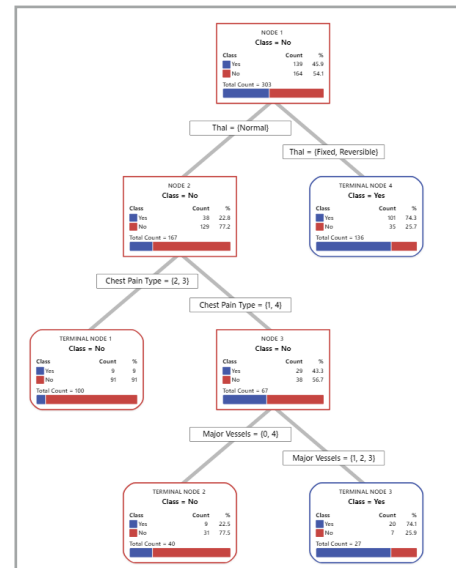 NODE 1
Class = No
Class Count %
Yes 139 45.9
No 164 54.1
Total Count = 303
Thal = {Normal}
Thal = {Fixed, Reversible}
NODE 2
Class = No
Class Count %
Yes 38 22.8
No 129 77.2
Total Count = 167
TERMINAL NODE 4
Class = Yes
Class Count %
Yes 101 74.3
No 35 25.7
Total Count = 136
Chest Pain Type = {2, 3}
Chest Pain Type = {1, 4}
TERMINAL NODE 1
Class = No
Class Count %
Yes 9 9
No 91 91
Total Count = 100
NODE 3
Class = No
Class Count %
Yes 29 43.3
No 38 56.7
Total Count = 67
Major Vessels = {0, 4}
Major Vessels = {1, 2, 3}
TERMINAL NODE 2
Class = No
Class Count %
Yes 9 22.5
No 31 77.5
Total Count = 40
TERMINAL NODE 3
Class = Yes
Class Count %
Yes 20 74.1
No 7 25.9
Total Count = 27